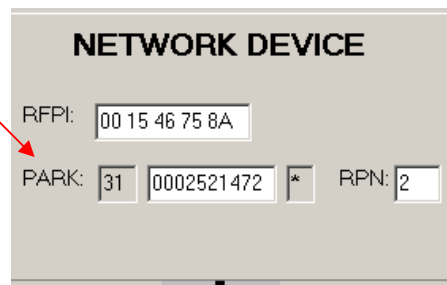 NETWORK DEVICE
RFPI: 00 15 46 75 8A
PARK: 31 0002521472 * RPN: 2